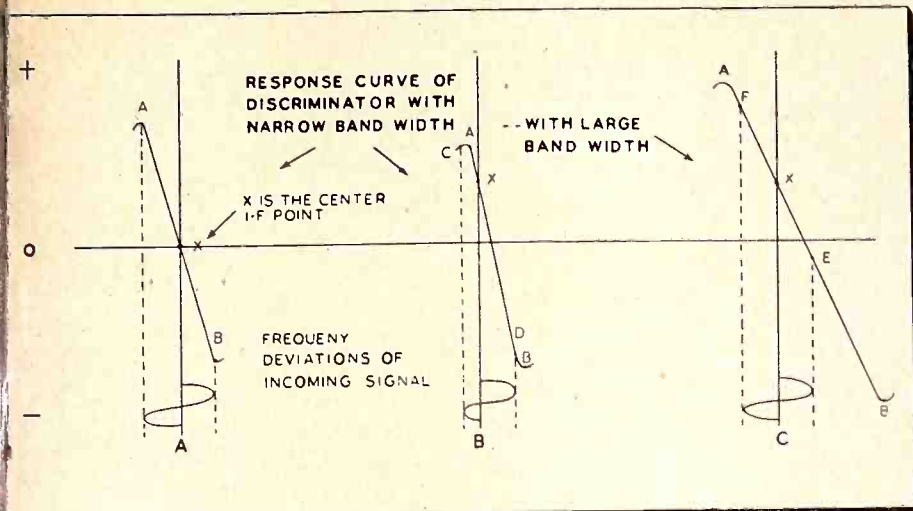 +
O
-
RESPONSE CURVE OF
DISCRIMINATOR WITH
NARROW BAND WIDTH
X IS THE CENTER
I-F POINT
FREQUENY
DEVIATIONS OF
INCOMING SIGNAL
A
X
B
A
--WITH LARGE
BAND WIDTH
A
C
X
D
B
B
A
F
X
E
B
C